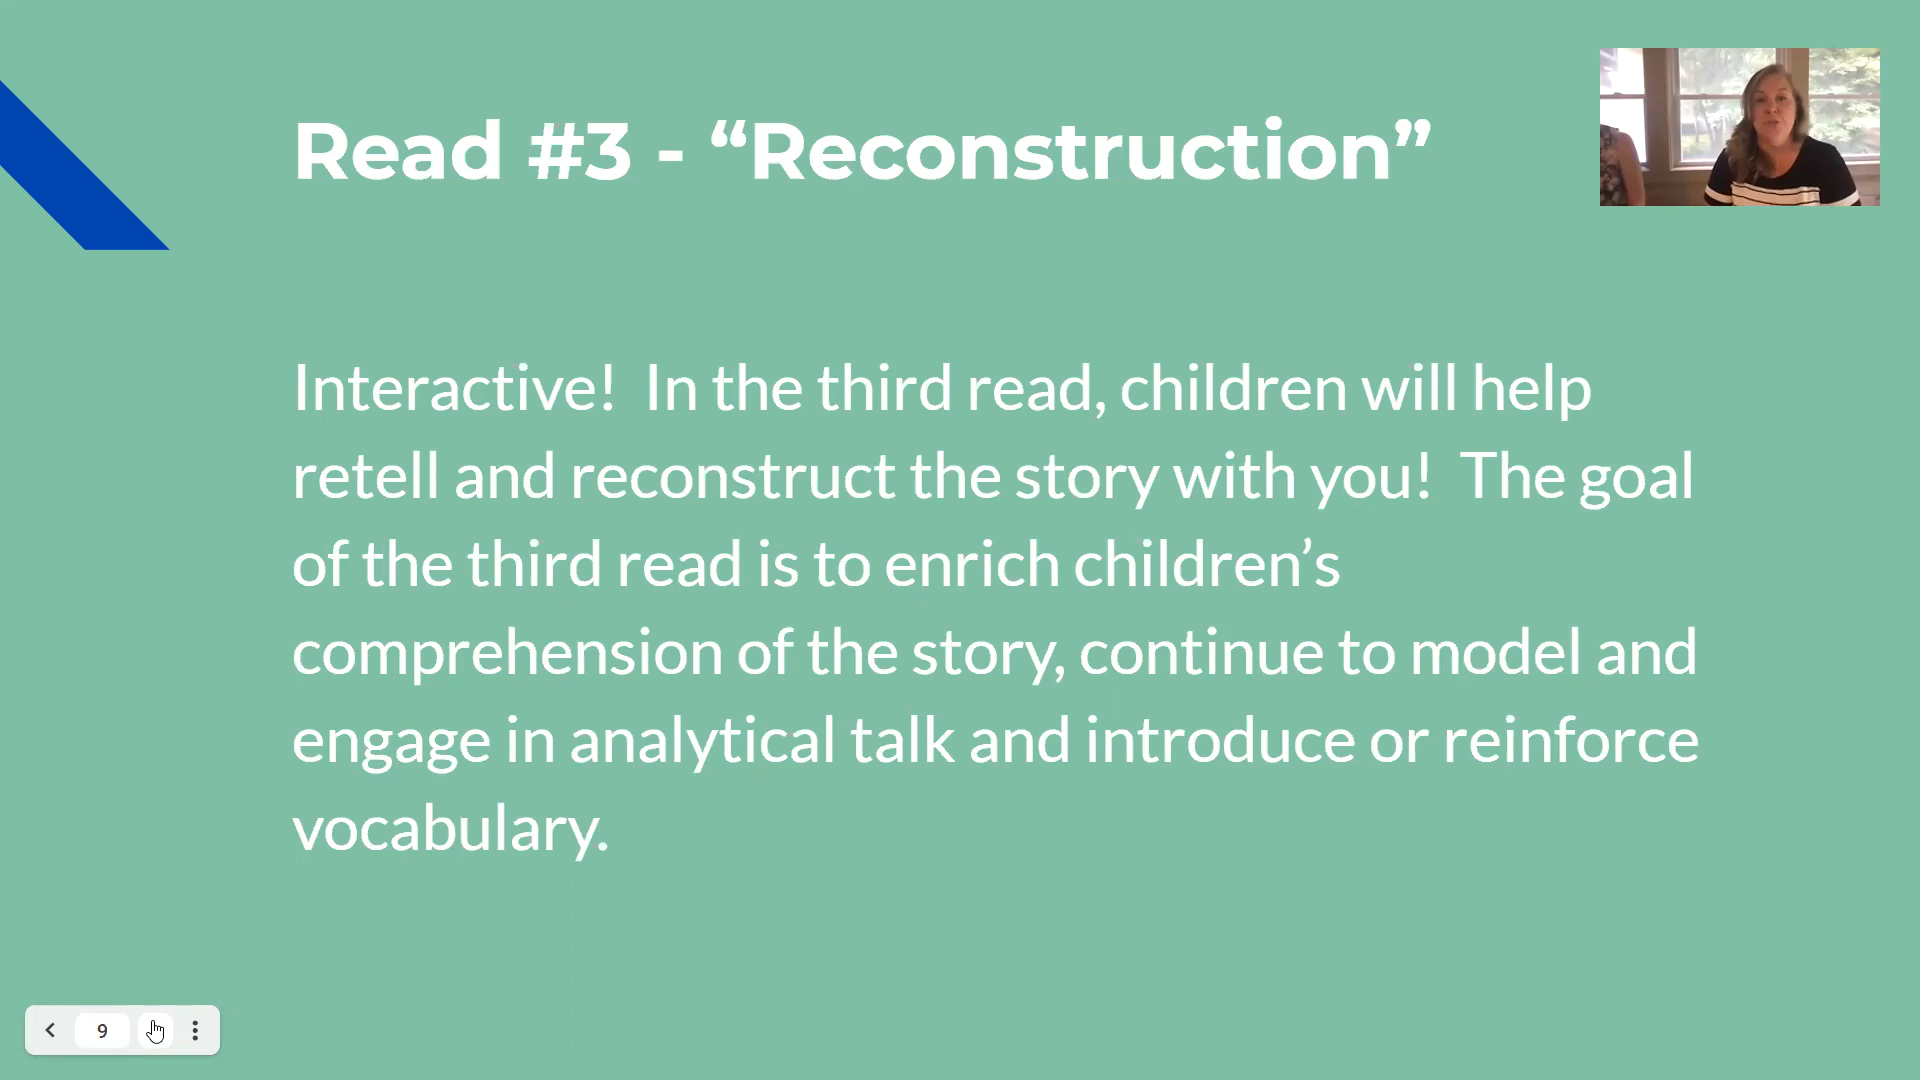 Read #3 - “Reconstruction”
Interactive!  In the third read, children will help
retell and reconstruct the story with you!  The goal
of the third read is to enrich children’s
comprehension of the story, continue to model and
engage in analytical talk and introduce or reinforce
vocabulary.
9